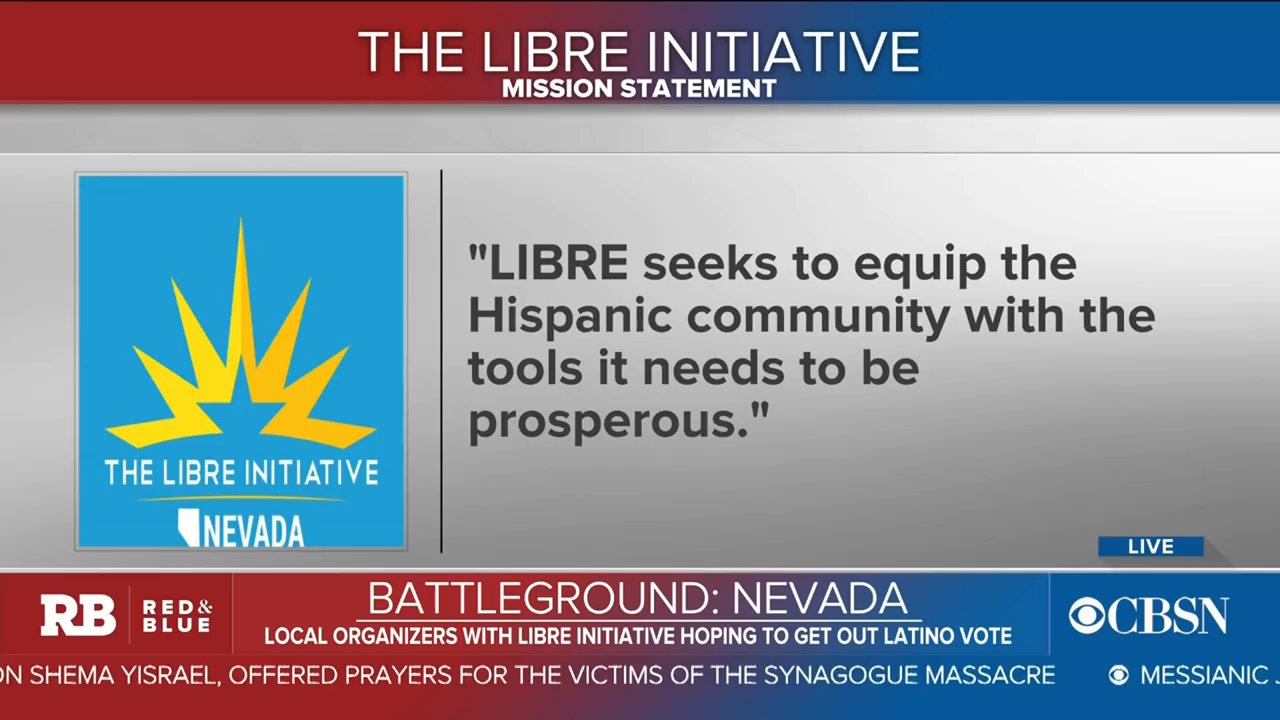 THE LIBRE INITIATIVE
MISSION STATEMENT
THE LIBRE INITIATIVE
NEVADA
"LIBRE seeks to equip the
Hispanic community with the
tools it needs to be
prosperous."
LIVE
RB
RED&
BLUE
BATTLEGROUND: NEVADA
LOCAL ORGANIZERS WITH LIBRE INITIATIVE HOPING TO GET OUT LATINO VOTE
CBSN
ON SHEMA YISRAEL, OFFERED PRAYERS FOR THE VICTIMS OF THE SYNAGOGUE MASSACRE
MESSIANIC